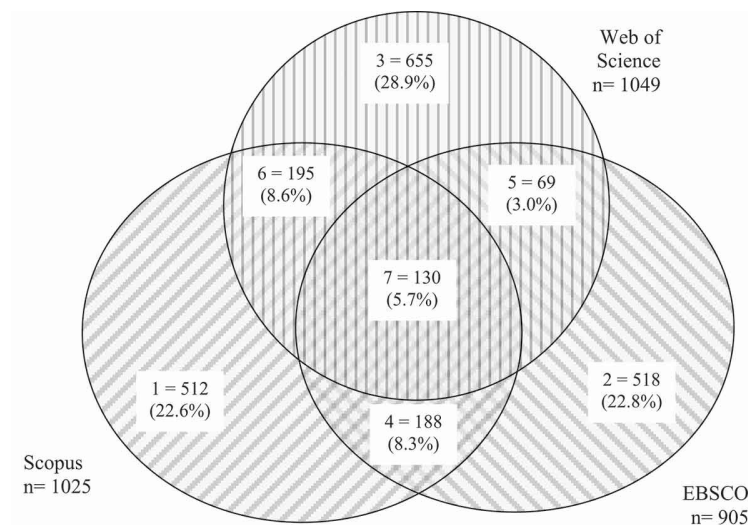 Web of
Science
n= 1049
3 = 655
(28.9%)
6 = 195
(8.6%)
5 = 69
(3.0%)
7 = 130
(5.7%)
1 = 512
(22.6%)
2 = 518
(22.8%)
4 = 188
(8.3%)
Scopus
n= 1025
EBSCO
n= 905